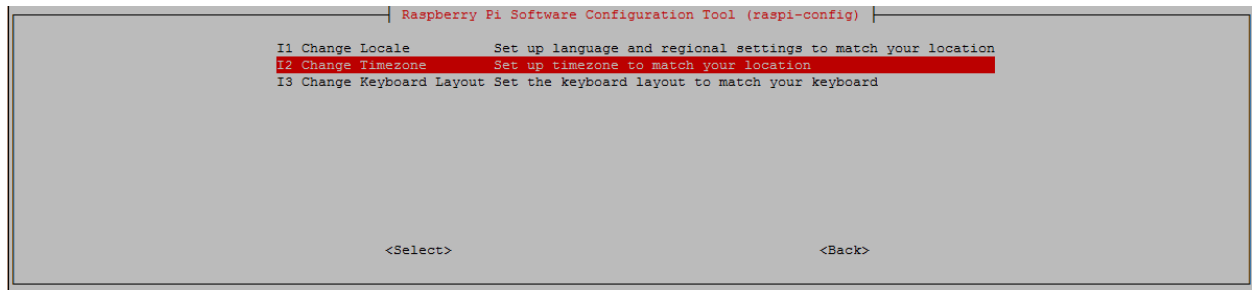 Raspberry Pi Software Configuration Tool (raspi-config)
I1 Change Locale Set up language and regional settings to match your location
I2 Change Timezone Set up timezone to match your location
I3 Change Keyboard Layout Set the keyboard layout to match your keyboard
<Select> <Back>